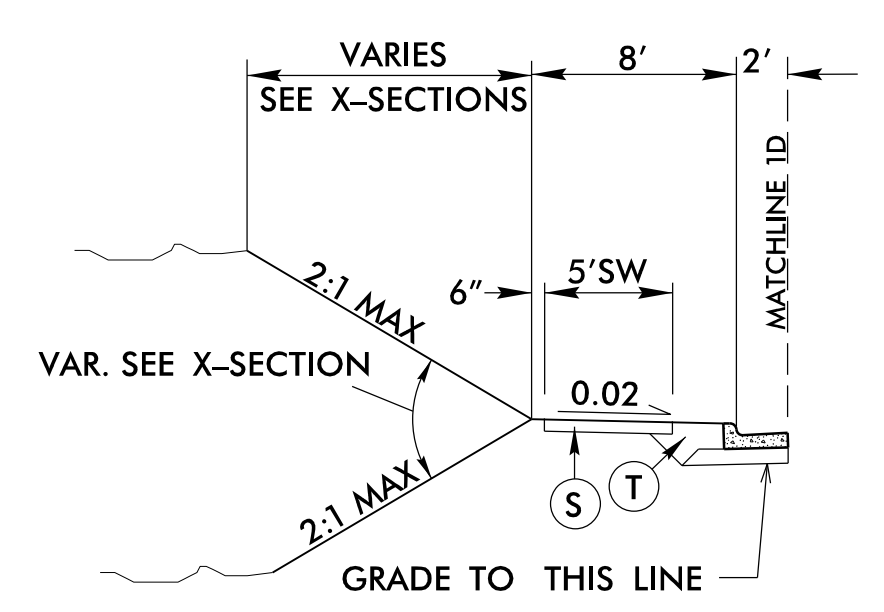 VARIES
8'
2'
SEE X–SECTIONS
MATCHLINE 1D
2:1 MAX
6"
5'SW
VAR. SEE X–SECTION
0.02
2:1 MAX
S
T
GRADE TO THIS LINE